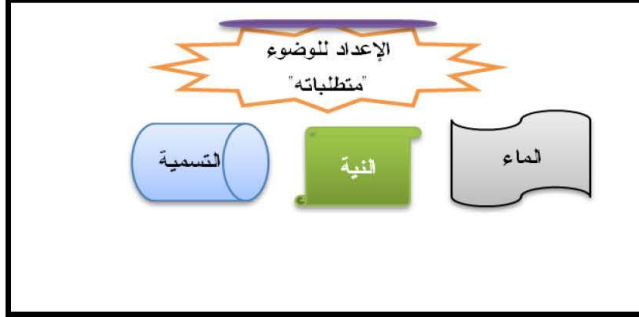 الإعداد للوضوء
"متطلباته"
الماء
النية
التسمية